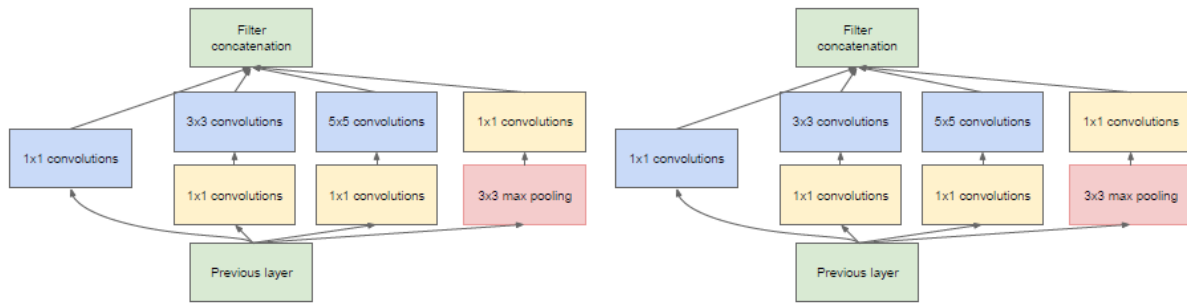 Filter
concatenation
3x3 convolutions
5x5 convolutions
1x1 convolutions
1x1 convolutions
1x1 convolutions
1x1 convolutions
3x3 max pooling
Previous layer
Filter
concatenation
3x3 convolutions
5x5 convolutions
1x1 convolutions
1x1 convolutions
1x1 convolutions
1x1 convolutions
3x3 max pooling
Previous layer